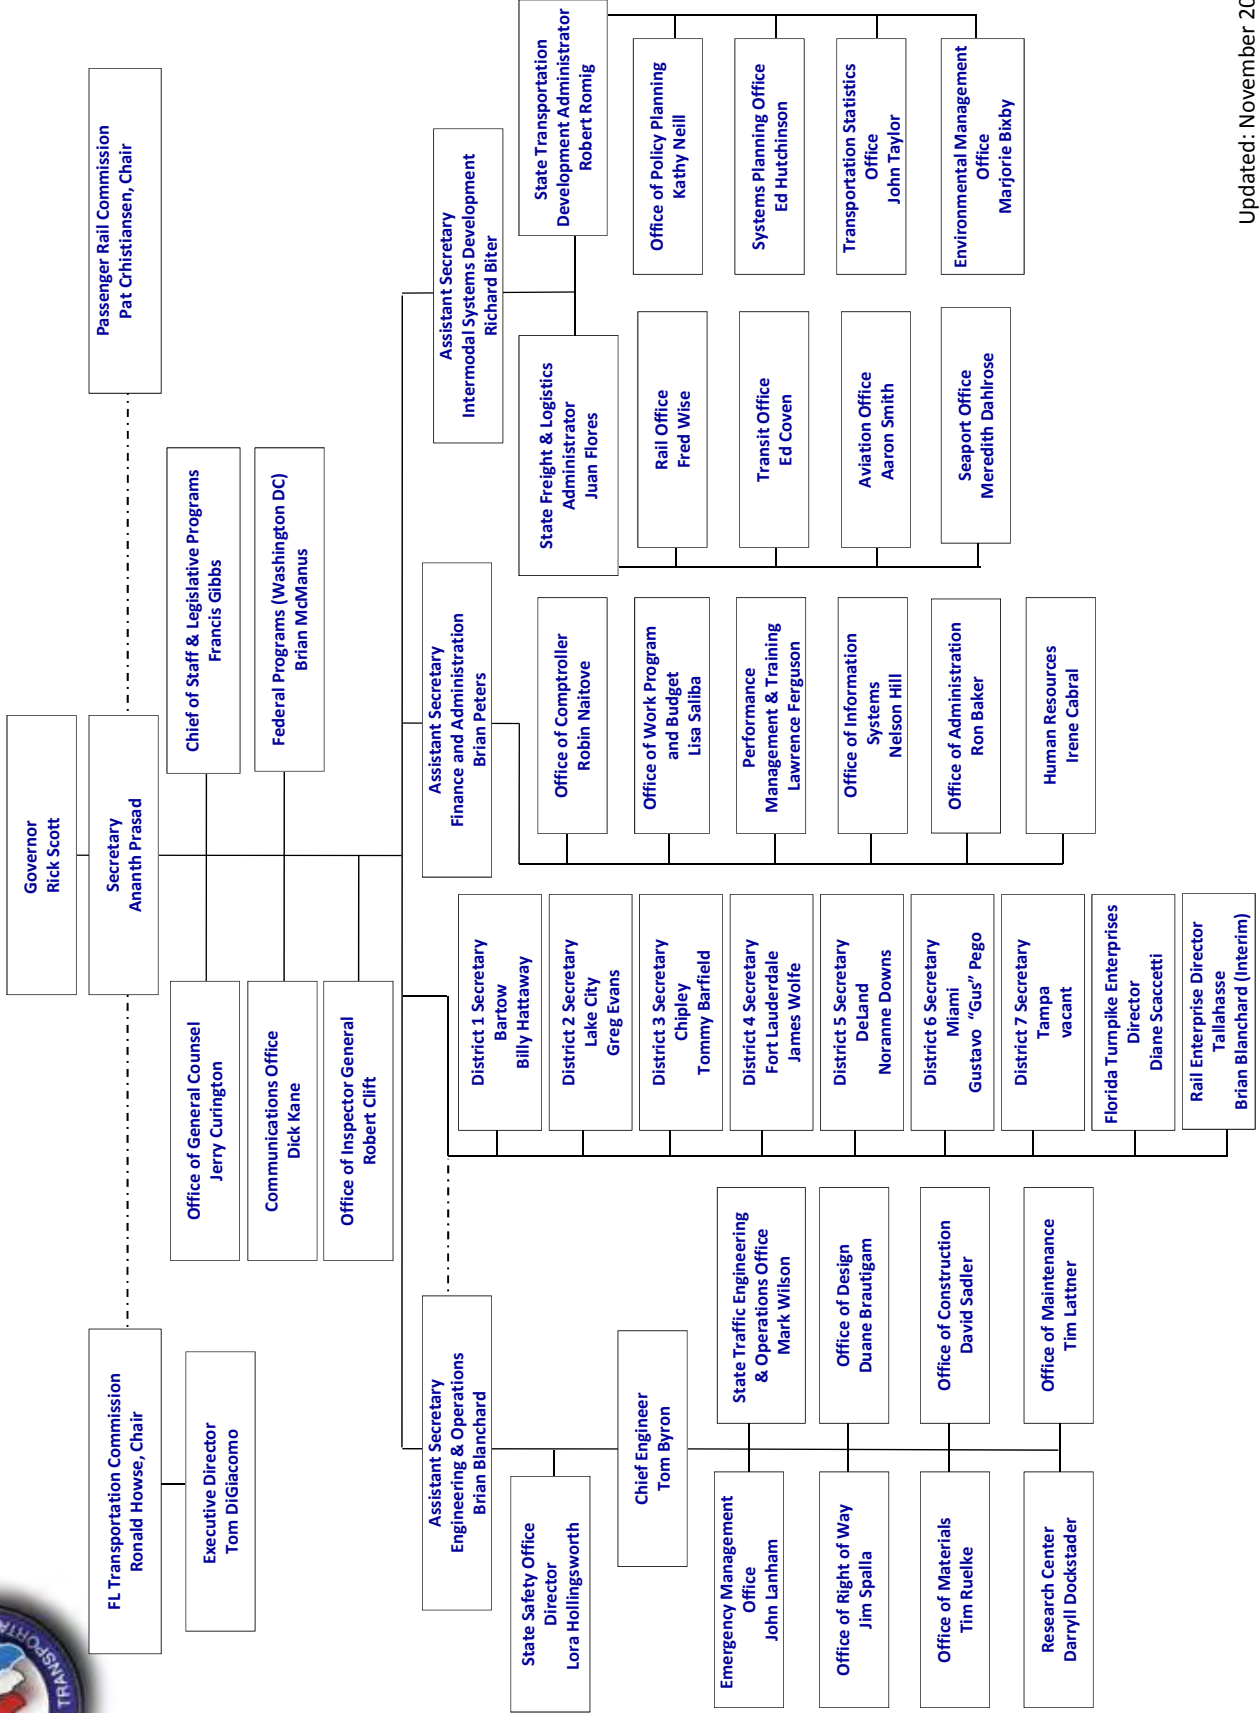 TRANSPORTA
Governor
Rick Scott
FL Transportation Commission
Ronald Howse, Chair
Secretary
Ananth Prasad
Passenger Rail Commission
Pat Crhistiansen, Chair
Executive Director
Tom DiGiacomo
Office of General Counsel
Jerry Curington
Chief of Staff & Legislative Programs
Francis Gibbs
Communications Office
Dick Kane
Federal Programs (Washington DC)
Brian McManus
Office of Inspector General
Robert Clift
Assistant Secretary
Engineering & Operations
Brian Blanchard
State Safety Office
Director
Lora Hollingsworth
Chief Engineer
Tom Byron
Emergency Management
Office
John Lanham
State Traffic Engineering
& Operations Office
Mark Wilson
Office of Right of Way
Jim Spalla
Office of Design
Duane Brautigam
Office of Materials
Tim Ruelke
Office of Construction
David Sadler
Research Center
Darryll Dockstader
Office of Maintenance
Tim Lattner
District 1 Secretary
Bartow
Billy Hattaway
District 2 Secretary
Lake City
Greg Evans
District 3 Secretary
Chipley
Tommy Barfield
District 4 Secretary
Fort Lauderdale
James Wolfe
District 5 Secretary
DeLand
Noranne Downs
District 6 Secretary
Miami
Gustavo “Gus” Pego
District 7 Secretary
Tampa
vacant
Florida Turnpike Enterprises
Director
Diane Scaccetti
Rail Enterprise Director
Tallahasse
Brian Blanchard (Interim)
Assistant Secretary
Finance and Administration
Brian Peters
Office of Comptroller
Robin Naitove
Office of Work Program
and Budget
Lisa Saliba
Performance
Management & Training
Lawrence Ferguson
Office of Information
Systems
Nelson Hill
Office of Administration
Ron Baker
Human Resources
Irene Cabral
Assistant Secretary
Intermodal Systems Development
Richard Biter
State Freight & Logistics
Administrator
Juan Flores
Rail Office
Fred Wise
Transit Office
Ed Coven
Aviation Office
Aaron Smith
Seaport Office
Meredith Dahlrose
State Transportation
Development Administrator
Robert Romig
Office of Policy Planning
Kathy Neill
Systems Planning Office
Ed Hutchinson
Transportation Statistics
Office
John Taylor
Environmental Management
Office
Marjorie Bixby
Updated: November 20